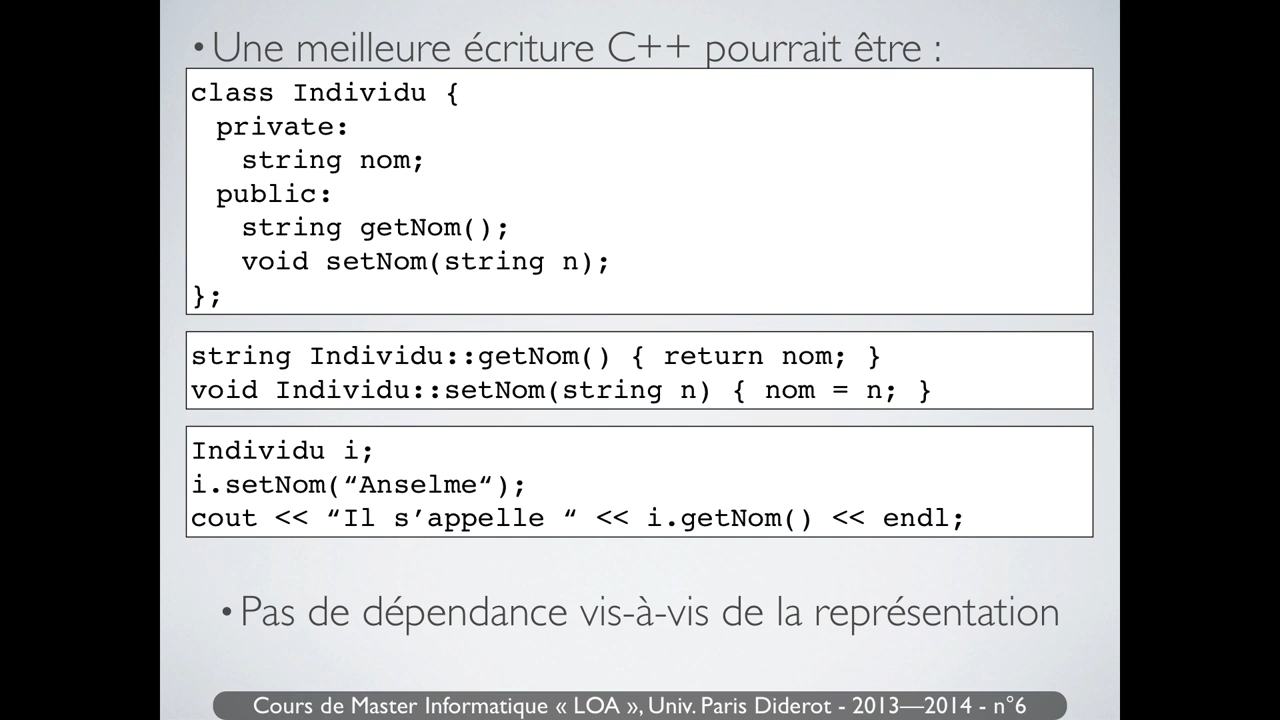 • Une meilleure écriture C++ pourrait être :
class Individu {
private:
string nom;
public:
string getNom();
void setNom(string n);
};
string Individu::getNom() { return nom; }
void Individu::setNom(string n) { nom = n; }
Individu i;
i.setNom(“Anselme“);
cout << “Il s’appelle “ << i.getNom() << endl;
• Pas de dépendance vis-à-vis de la représentation
Cours de Master Informatique « LOA », Univ. Paris Diderot - 2013—2014 - n°6